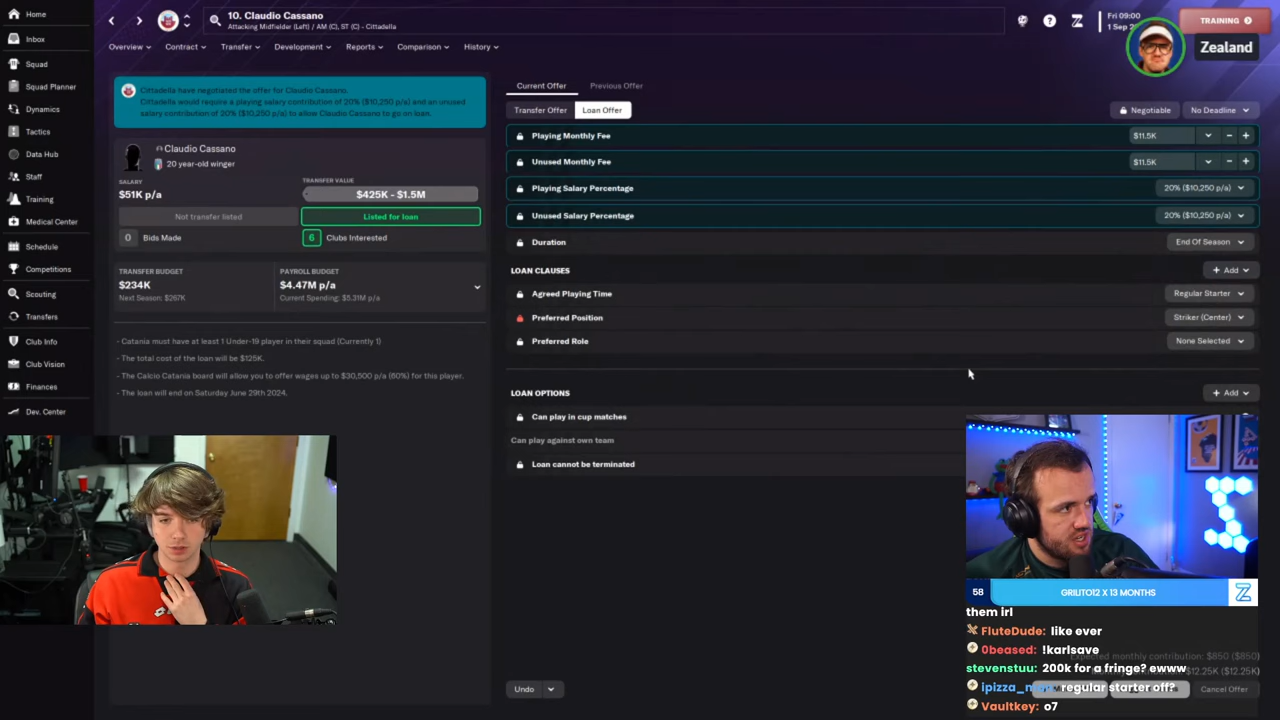 Home
Inbox
Squad
Squad Planner
Dynamics
Tactics
Data Hub
Staff
Training
Medical Center
Schedule
Competitions
Scouting
Transfers
Club Info
Club Vision
Finances
Dev. Center
10. Claudio Cassano
Attacking Midfielder (Left) / AM (C), ST (C) - Cittadella
Fri 09:00
1 Sep
TRAINING
Zealand
Overview
Contract
Transfer
Development
Reports
Comparison
History
Cittadella have negotiated the offer for Claudio Cassano.
Cittadella would require a playing salary contribution of 20% ($10,250 p/a) and an unused
salary contribution of 20% ($10,250 p/a) to allow Claudio Cassano to go on loan.
Claudio Cassano
20 year-old winger
SALARY
$51K p/a
TRANSFER VALUE
$425K - $1.5M
Not transfer listed
Listed for loan
0 Bids Made
6 Clubs Interested
TRANSFER BUDGET
$234K
Next Season: $267K
PAYROLL BUDGET
$4.47M p/a
Current Spending: $5.31M p/a
- Catania must have at least 1 Under-19 player in their squad (Currently 1)
- The total cost of the loan will be $125K.
- The Calcio Catania board will allow you to offer wages up to $30,500 p/a (60%) for this player.
- The loan will end on Saturday June 29th 2024.
Current Offer
Previous Offer
Transfer Offer
Loan Offer
Negotiable
No Deadline
Playing Monthly Fee
$11.5K
Unused Monthly Fee
$11.5K
Playing Salary Percentage
20% ($10,250 p/a)
Unused Salary Percentage
20% ($10,250 p/a)
Duration
End Of Season
LOAN CLAUSES
+ Add
Agreed Playing Time
Regular Starter
Preferred Position
Striker (Center)
Preferred Role
None Selected
LOAN OPTIONS
+ Add
Can play in cup matches
Can play against own team
Loan cannot be terminated
58
GRILITO12 X 13 MONTHS
them irl
FluteDude: like ever
0beased: !karlsave
Expected monthly contribution: $850 ($850)
stevenstuu: 200k for a fringe? ewww
$12.25K ($12.25K)
regular starter off?
Cancel Offer
Vaultkey: o7
Undo